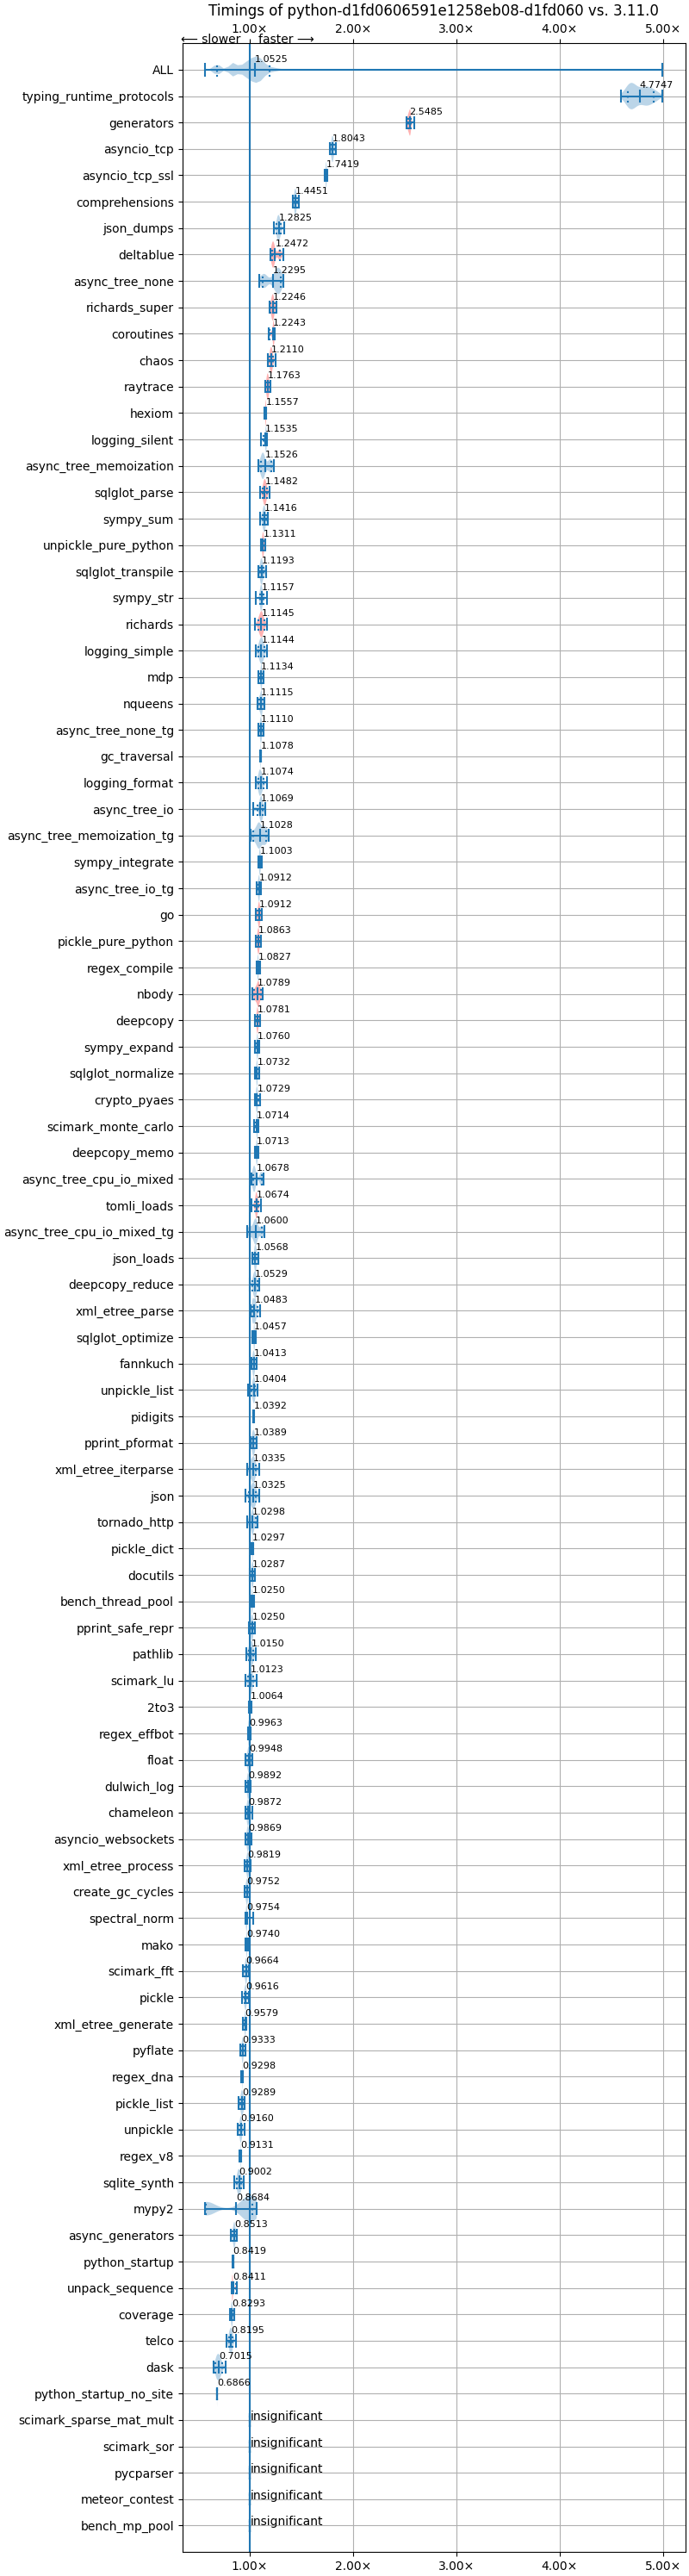 Timings of python-d1fd0606591e1258eb08-d1fd060 vs. 3.11.0
1.00× 2.00× 3.00× 4.00× 5.00×
⟵ slower faster ⟶
ALL 1.0525
typing_runtime_protocols 4.7747
generators 2.5485
asyncio_tcp 1.8043
asyncio_tcp_ssl 1.7419
comprehensions 1.4451
json_dumps 1.2825
deltablue 1.2472
async_tree_none 1.2295
richards_super 1.2246
coroutines 1.2243
chaos 1.2110
raytrace 1.1763
hexiom 1.1557
logging_silent 1.1535
async_tree_memoization 1.1526
sqlglot_parse 1.1482
sympy_sum 1.1416
unpickle_pure_python 1.1311
sqlglot_transpile 1.1193
sympy_str 1.1157
richards 1.1145
logging_simple 1.1144
mdp 1.1134
nqueens 1.1115
async_tree_none_tg 1.1110
gc_traversal 1.1078
logging_format 1.1074
async_tree_io 1.1069
async_tree_memoization_tg 1.1028
sympy_integrate 1.1003
async_tree_io_tg 1.0912
go 1.0912
pickle_pure_python 1.0863
regex_compile 1.0827
nbody 1.0789
deepcopy 1.0781
sympy_expand 1.0760
sqlglot_normalize 1.0732
crypto_pyaes 1.0729
scimark_monte_carlo 1.0714
deepcopy_memo 1.0713
async_tree_cpu_io_mixed 1.0678
tomli_loads 1.0674
async_tree_cpu_io_mixed_tg 1.0600
json_loads 1.0568
deepcopy_reduce 1.0529
xml_etree_parse 1.0483
sqlglot_optimize 1.0457
fannkuch 1.0413
unpickle_list 1.0404
pidigits 1.0392
pprint_pformat 1.0389
xml_etree_iterparse 1.0335
json 1.0325
tornado_http 1.0298
pickle_dict 1.0297
docutils 1.0287
bench_thread_pool 1.0250
pprint_safe_repr 1.0250
pathlib 1.0150
scimark_lu 1.0123
2to3 1.0064
regex_effbot 0.9963
float 0.9948
dulwich_log 0.9892
chameleon 0.9872
asyncio_websockets 0.9869
xml_etree_process 0.9819
create_gc_cycles 0.9752
spectral_norm 0.9754
mako 0.9740
scimark_fft 0.9664
pickle 0.9616
xml_etree_generate 0.9579
pyflate 0.9333
regex_dna 0.9298
pickle_list 0.9289
unpickle 0.9160
regex_v8 0.9131
sqlite_synth 0.9002
mypy2 0.8684
async_generators 0.8513
python_startup 0.8419
unpack_sequence 0.8411
coverage 0.8293
telco 0.8195
dask 0.7015
python_startup_no_site 0.6866
scimark_sparse_mat_mult insignificant
scimark_sor insignificant
pycparser insignificant
meteor_contest insignificant
bench_mp_pool insignificant
1.00× 2.00× 3.00× 4.00× 5.00×